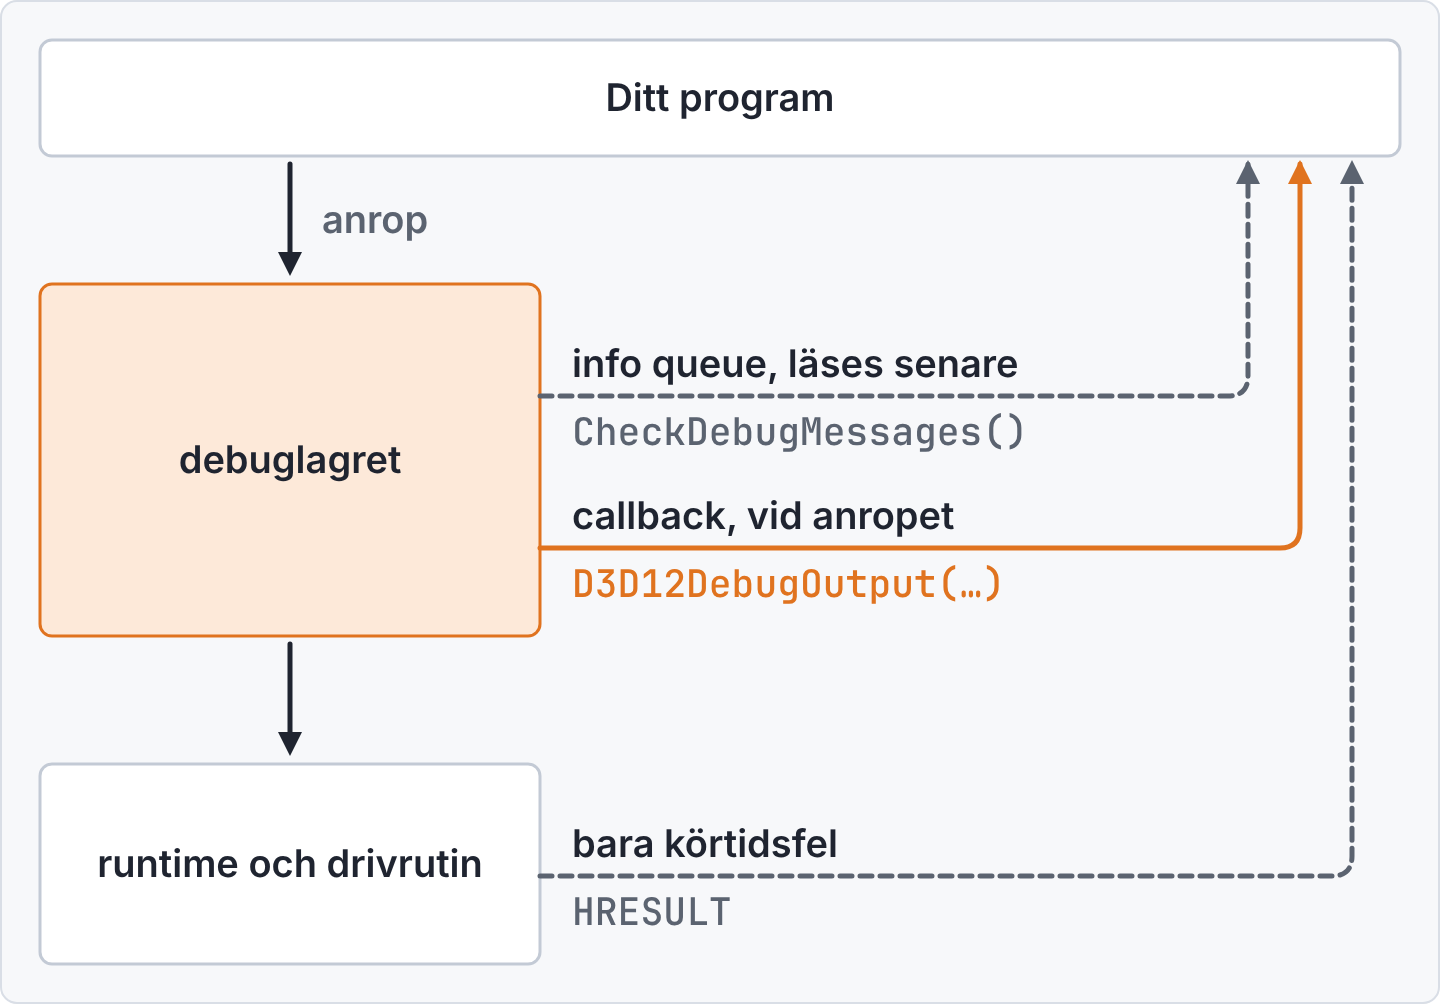 Ditt program
anrop
info queue, läses senare
CheckDebugMessages()
debuglagret
callback, vid anropet
D3D12DebugOutput(…)
bara körtidsfel
runtime och drivrutin
HRESULT